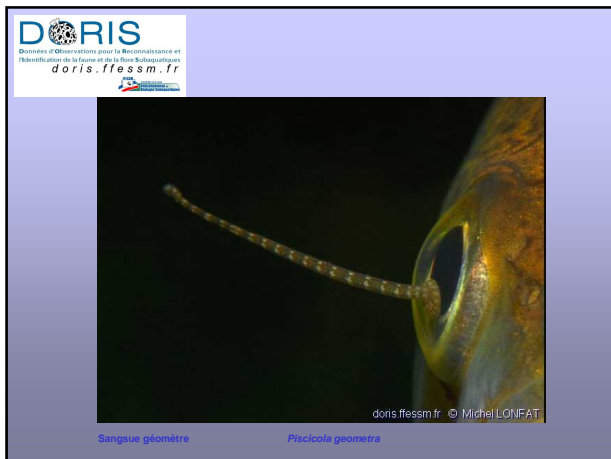 DORIS
Données d'Observations pour la Reconnaissance et
l'Identification de la faune et de la flore Subaquatiques
doris.ffessm.fr
doris.ffessm.fr © Michel LONFAT
Sangsue géomètre Piscicola geometra